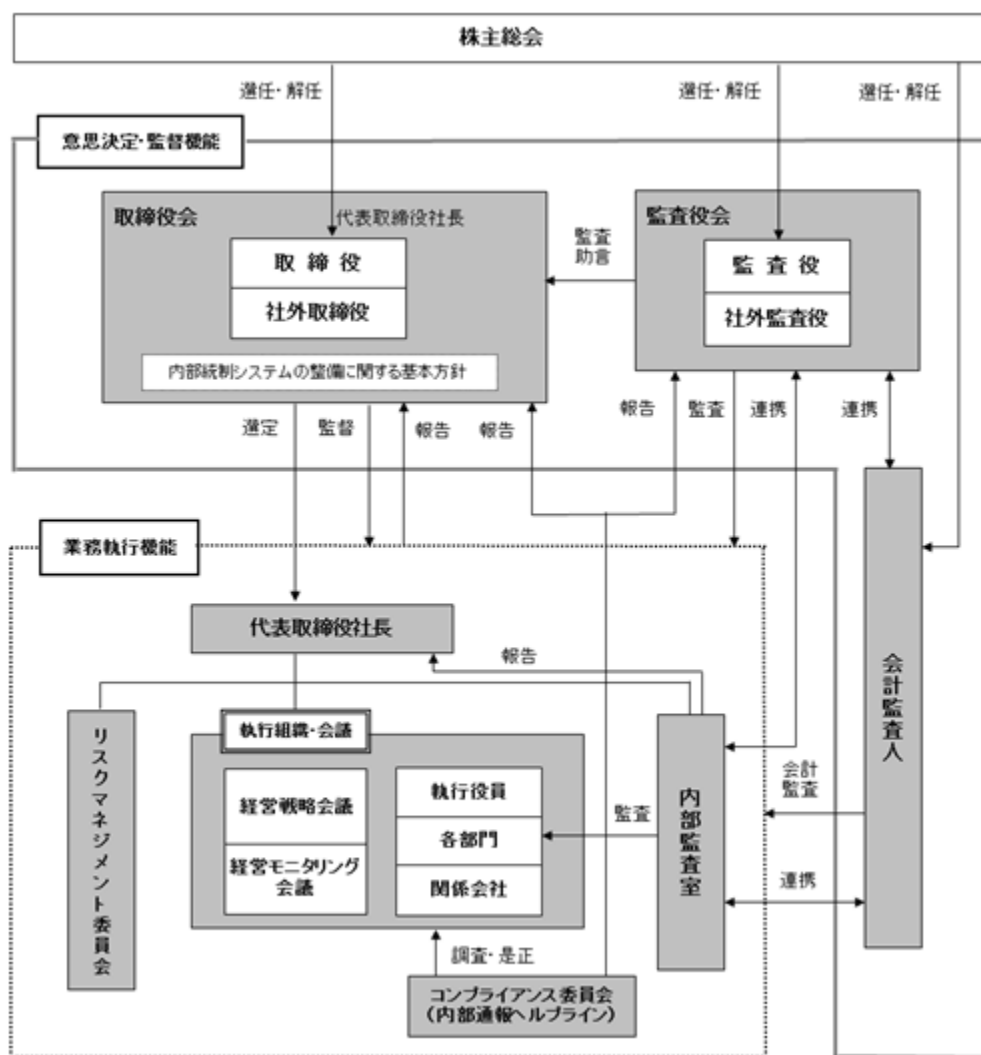 株主総会
選任・解任
選任・解任
選任・解任
意思決定・監督機能
取締役会
代表取締役社長
取締役
社外取締役
内部統制システムの整備に関する基本方針
監査
助言
監査役会
監査役
社外監査役
選定
監督
報告
報告
報告
監査
連携
連携
業務執行機能
代表取締役社長
報告
会計監査人
リスクマネジメント委員会
執行組織・会議
経営戦略会議
経営モニタリング
会議
執行役員
各部門
関係会社
監査
内部監査室
会計
監査
連携
調査・是正
コンプライアンス委員会
(内部通報ヘルプライン)